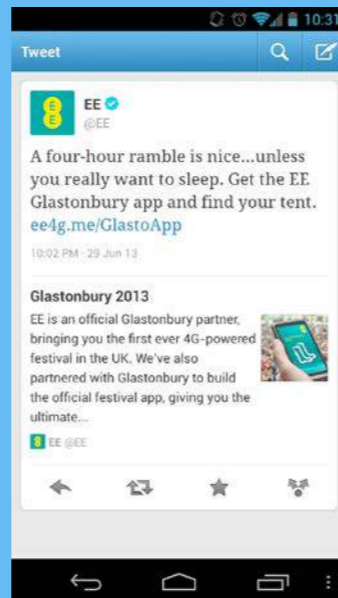 10:31
Tweet
EE
EE
@EE
A four-hour ramble is nice...unless
you really want to sleep. Get the EE
Glastonbury app and find your tent.
ee4g.me/GlastoApp
10:02 PM · 29 Jun 13
Glastonbury 2013
EE is an official Glastonbury partner,
bringing you the first ever 4G-powered
festival in the UK. We've also
partnered with Glastonbury to build
the official festival app, giving you the
ultimate...
EE @EE